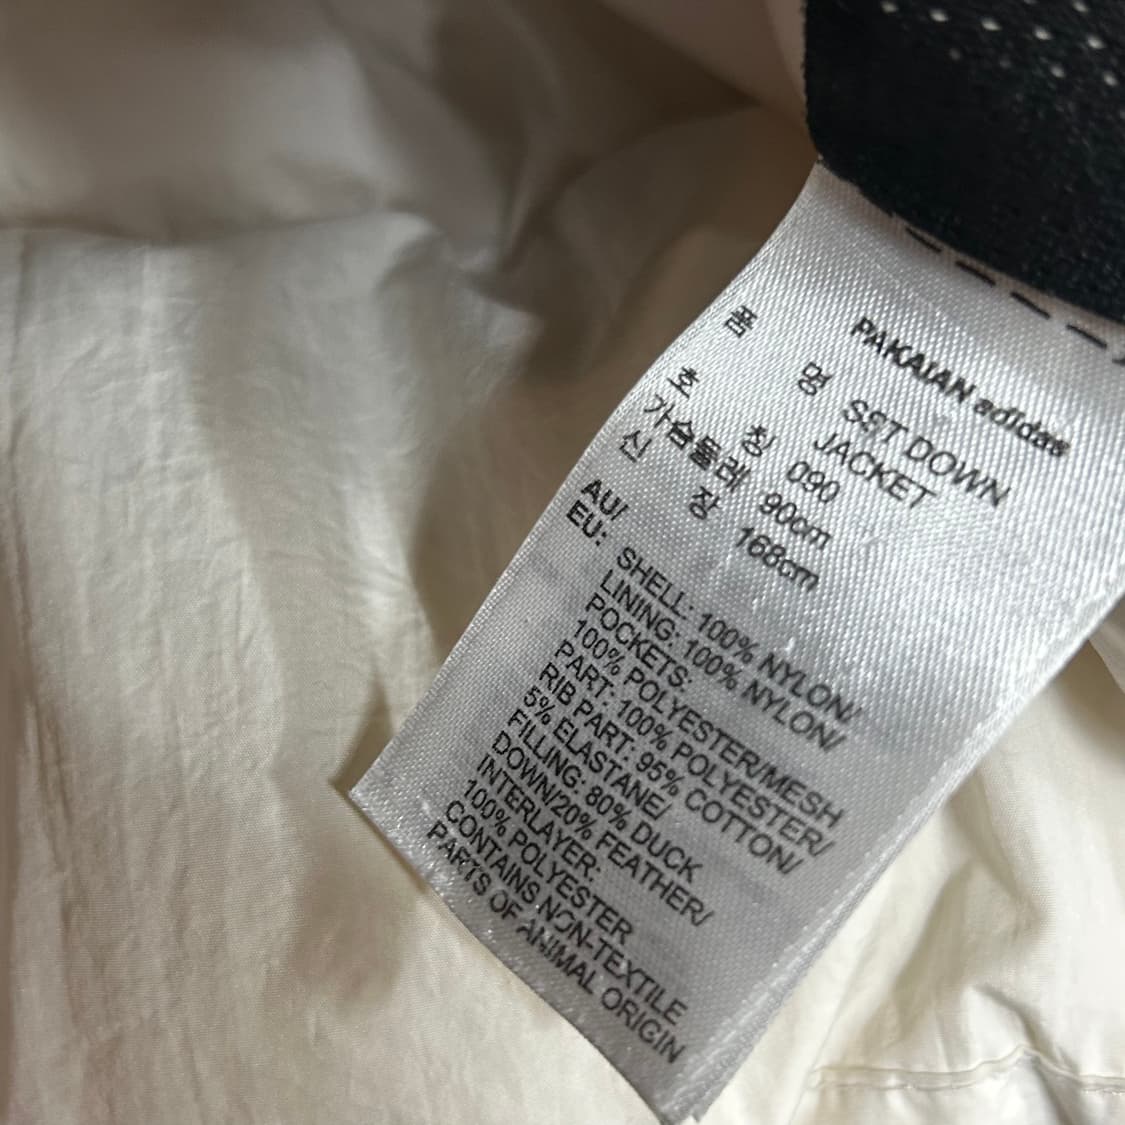 PAKAIAN adidas
품 명 SST DOWN
JACKET
호 칭 090
가슴둘레 90cm
신 장 168cm
AU/
EU: SHELL: 100% NYLON/
LINING: 100% NYLON/
POCKETS:
100% POLYESTER/MESH
PART: 100% POLYESTER/
RIB PART: 95% COTTON/
5% ELASTANE/
FILLING: 80% DUCK
DOWN/20% FEATHER/
INTERLAYER:
100% POLYESTER
CONTAINS NON-TEXTILE
PARTS OF ANIMAL ORIGIN